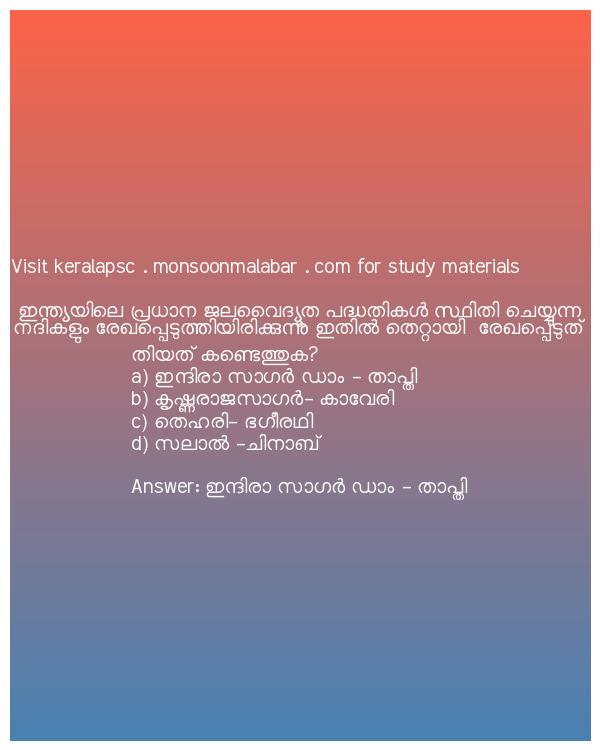 Visit keralapsc . monsoonmalabar . com for study materials
ഇന്ത്യയിലെ പ്രധാന ജലവൈദ്യുത പദ്ധതികൾ സ്ഥിതി ചെയ്യുന്ന
നദികളും രേഖപ്പെടുത്തിയിരിക്കുന്നു ഇതിൽ തെറ്റായി രേഖപ്പെടുത്
തിയത് കണ്ടെത്തുക?
a) ഇന്ദിരാ സാഗർ ഡാം - താപ്തി
b) കൃഷ്ണരാജസാഗർ- കാവേരി
c) തെഹരി- ഭഗീരഥി
d) സലാൽ -ചിനാബ്
Answer: ഇന്ദിരാ സാഗർ ഡാം - താപ്തി